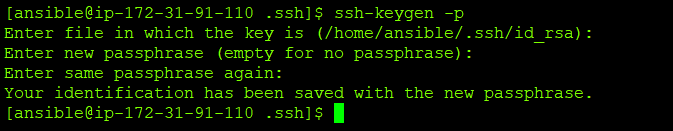 [ansible@ip-172-31-91-110 .ssh]$ ssh-keygen -p
Enter file in which the key is (/home/ansible/.ssh/id_rsa):
Enter new passphrase (empty for no passphrase):
Enter same passphrase again:
Your identification has been saved with the new passphrase.
[ansible@ip-172-31-91-110 .ssh]$